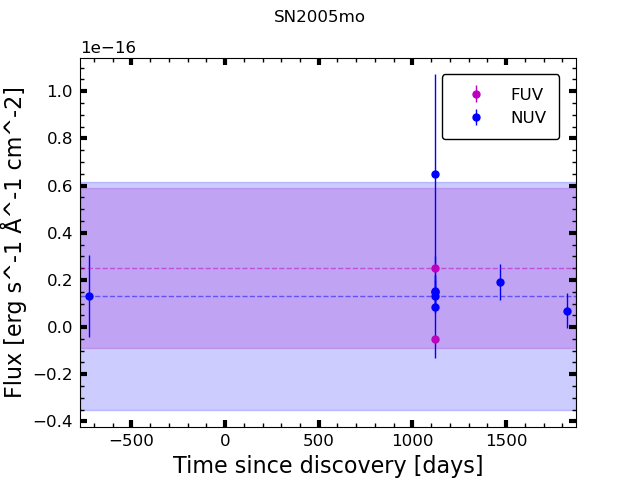 SN2005mo
1e−16
FUV
NUV
1.0
0.8
0.6
0.4
0.2
0.0
−0.2
−0.4
Flux [erg s^-1 Å^-1 cm^-2]
−500 0 500 1000 1500
Time since discovery [days]